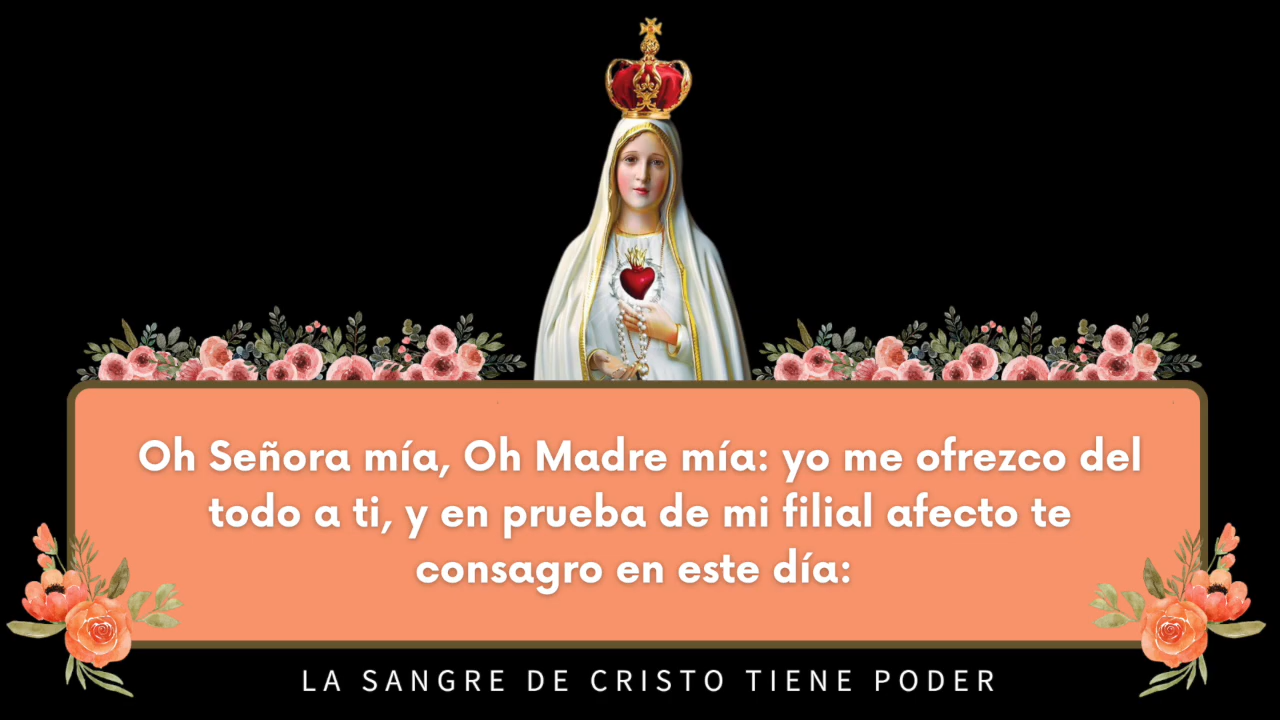 Oh Señora mía, Oh Madre mía: yo me ofrezco del
todo a ti, y en prueba de mi filial afecto te
consagro en este día:
LA SANGRE DE CRISTO TIENE PODER